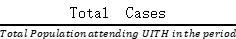 Total Cases
Total Population attending UITH in the period